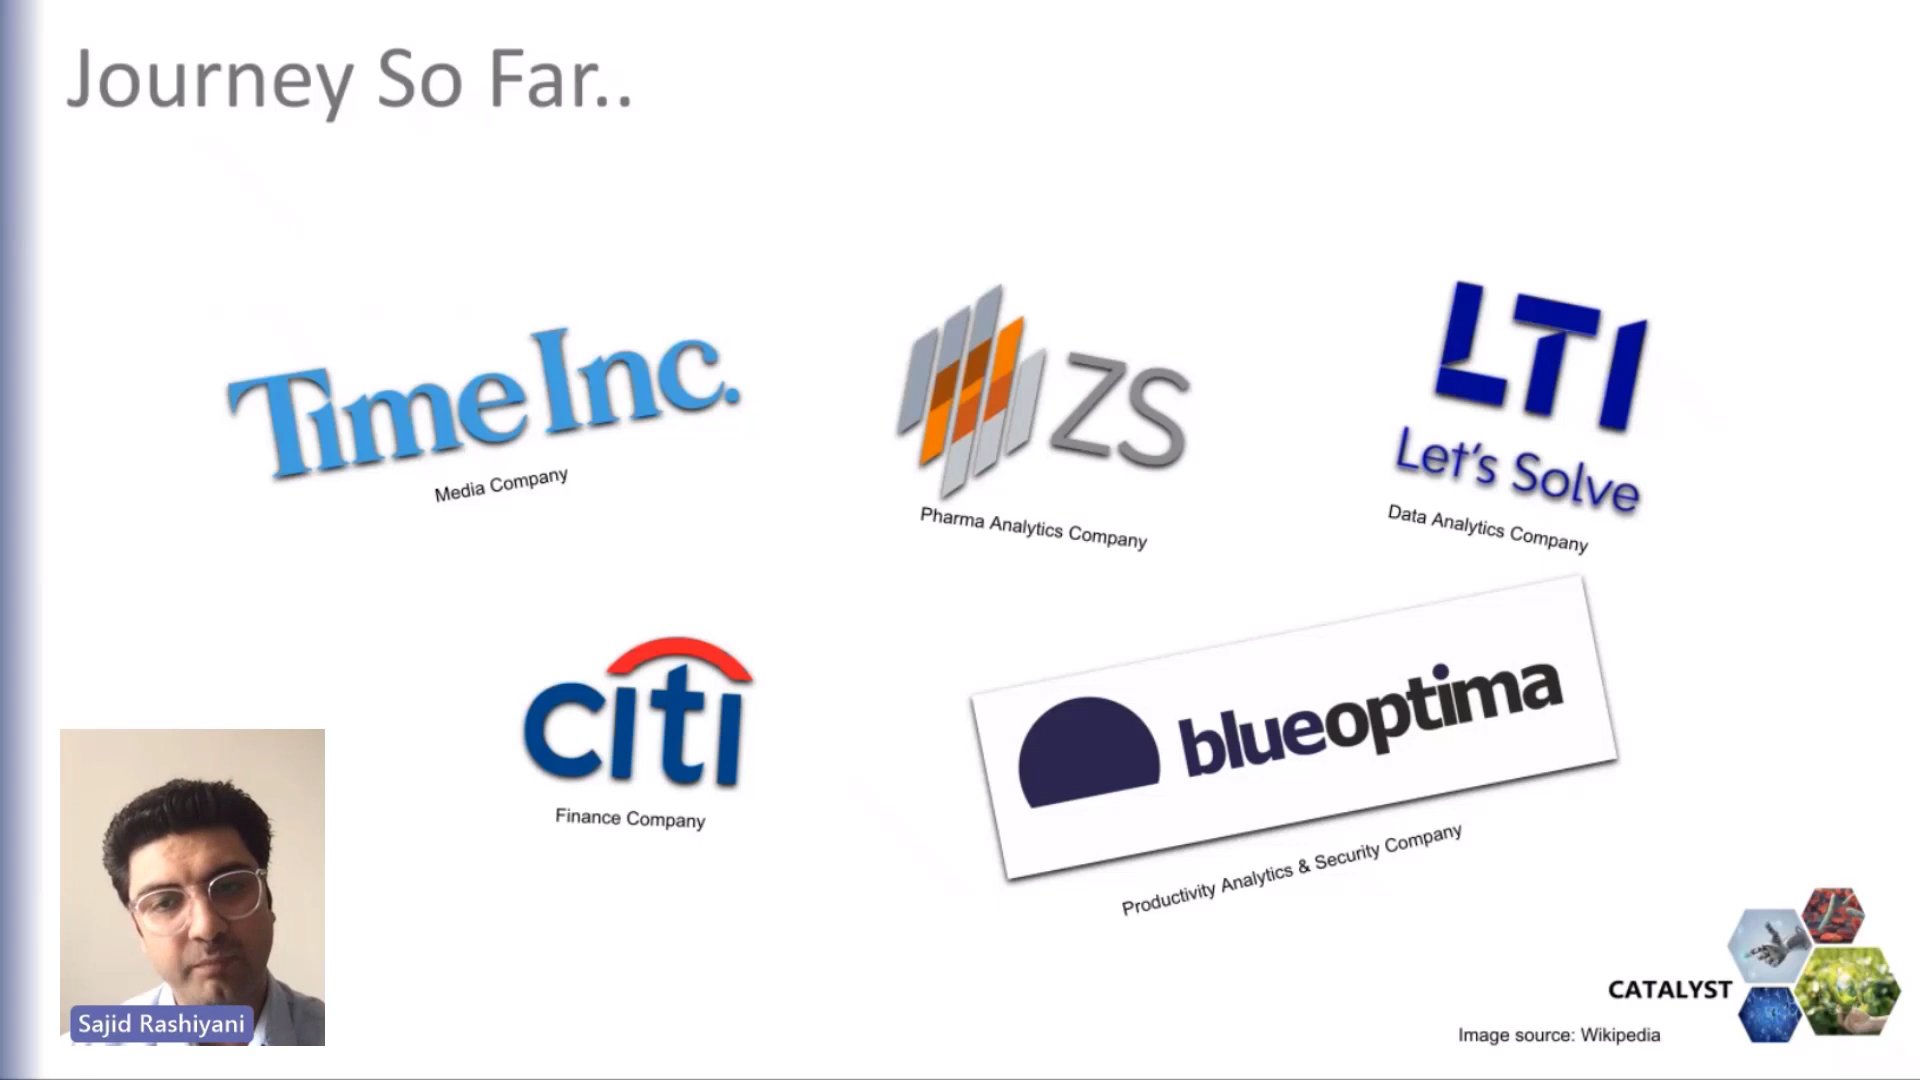 Journey So Far..
Time Inc.
Media Company
ZS
Pharma Analytics Company
LTI
Let's Solve
Data Analytics Company
citi
Finance Company
blueoptima
Productivity Analytics & Security Company
Sajid Rashiyani
CATALYST
Image source: Wikipedia